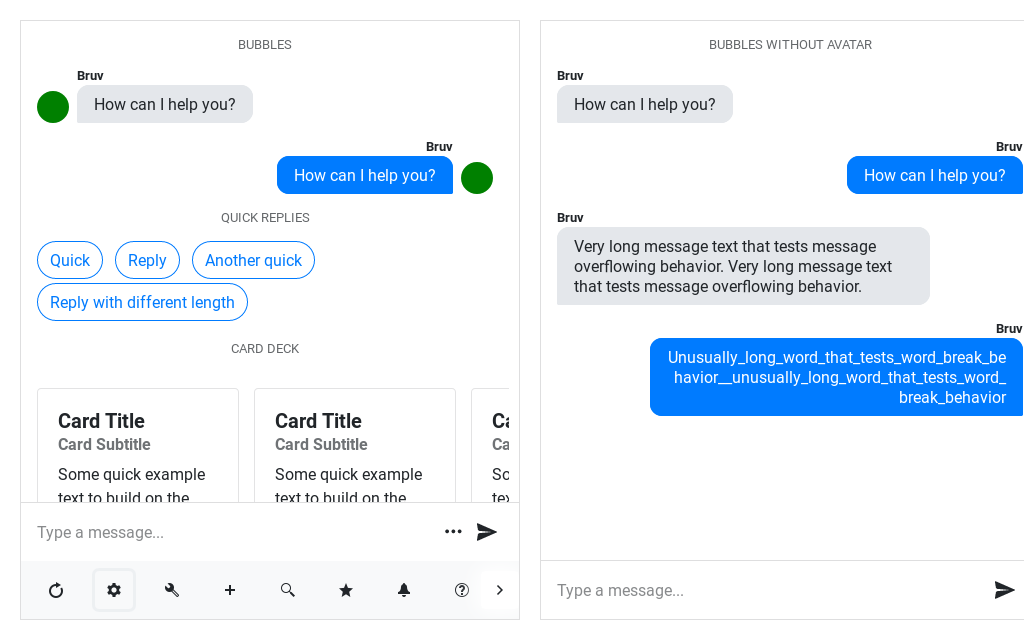 BUBBLES
Bruv
How can I help you?
Bruv
How can I help you?
QUICK REPLIES
Quick
Reply
Another quick
Reply with different length
CARD DECK
Card Title
Card Subtitle
Some quick example
text to build on the
Card Title
Card Subtitle
Some quick example
text to build on the
Ca
Ca
So
Type a message...
BUBBLES WITHOUT AVATAR
Bruv
How can I help you?
Bruv
How can I help you?
Bruv
Very long message text that tests message
overflowing behavior. Very long message text
that tests message overflowing behavior.
Bruv
Unusually_long_word_that_tests_word_break_be
havior__unusually_long_word_that_tests_word_
break_behavior
Type a message...